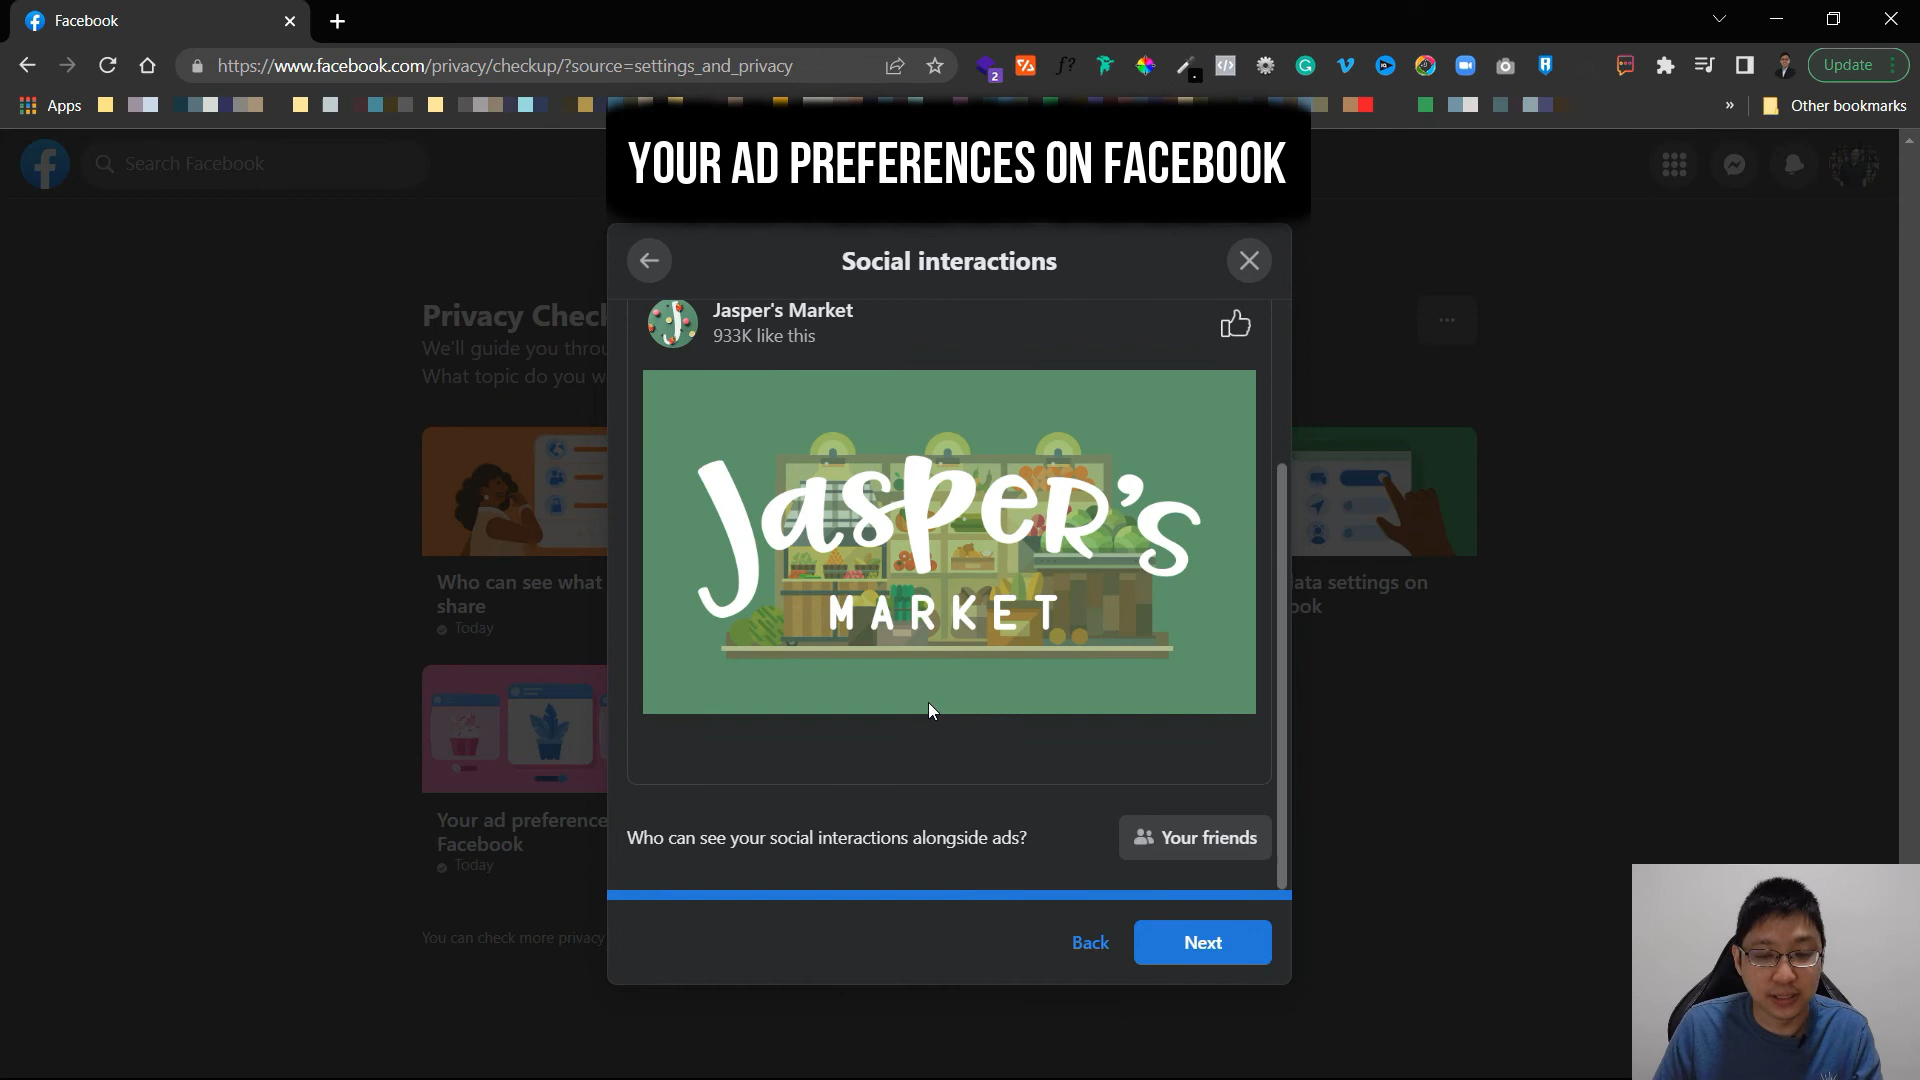 Facebook
https://www.facebook.com/privacy/checkup/?source=settings_and_privacy
2
f?
Update
Apps
»
Other bookmarks
Search Facebook
YOUR AD PREFERENCES ON FACEBOOK
Social interactions
Jasper's Market
933K like this
Jasper's
MARKET
Who can see your social interactions alongside ads?
Your friends
Back
Next
Privacy Chec
We'll guide you throu
What topic do you w
Who can see what
share
Today
ata settings on
ook
Your ad preference
Facebook
Today
You can check more privacy